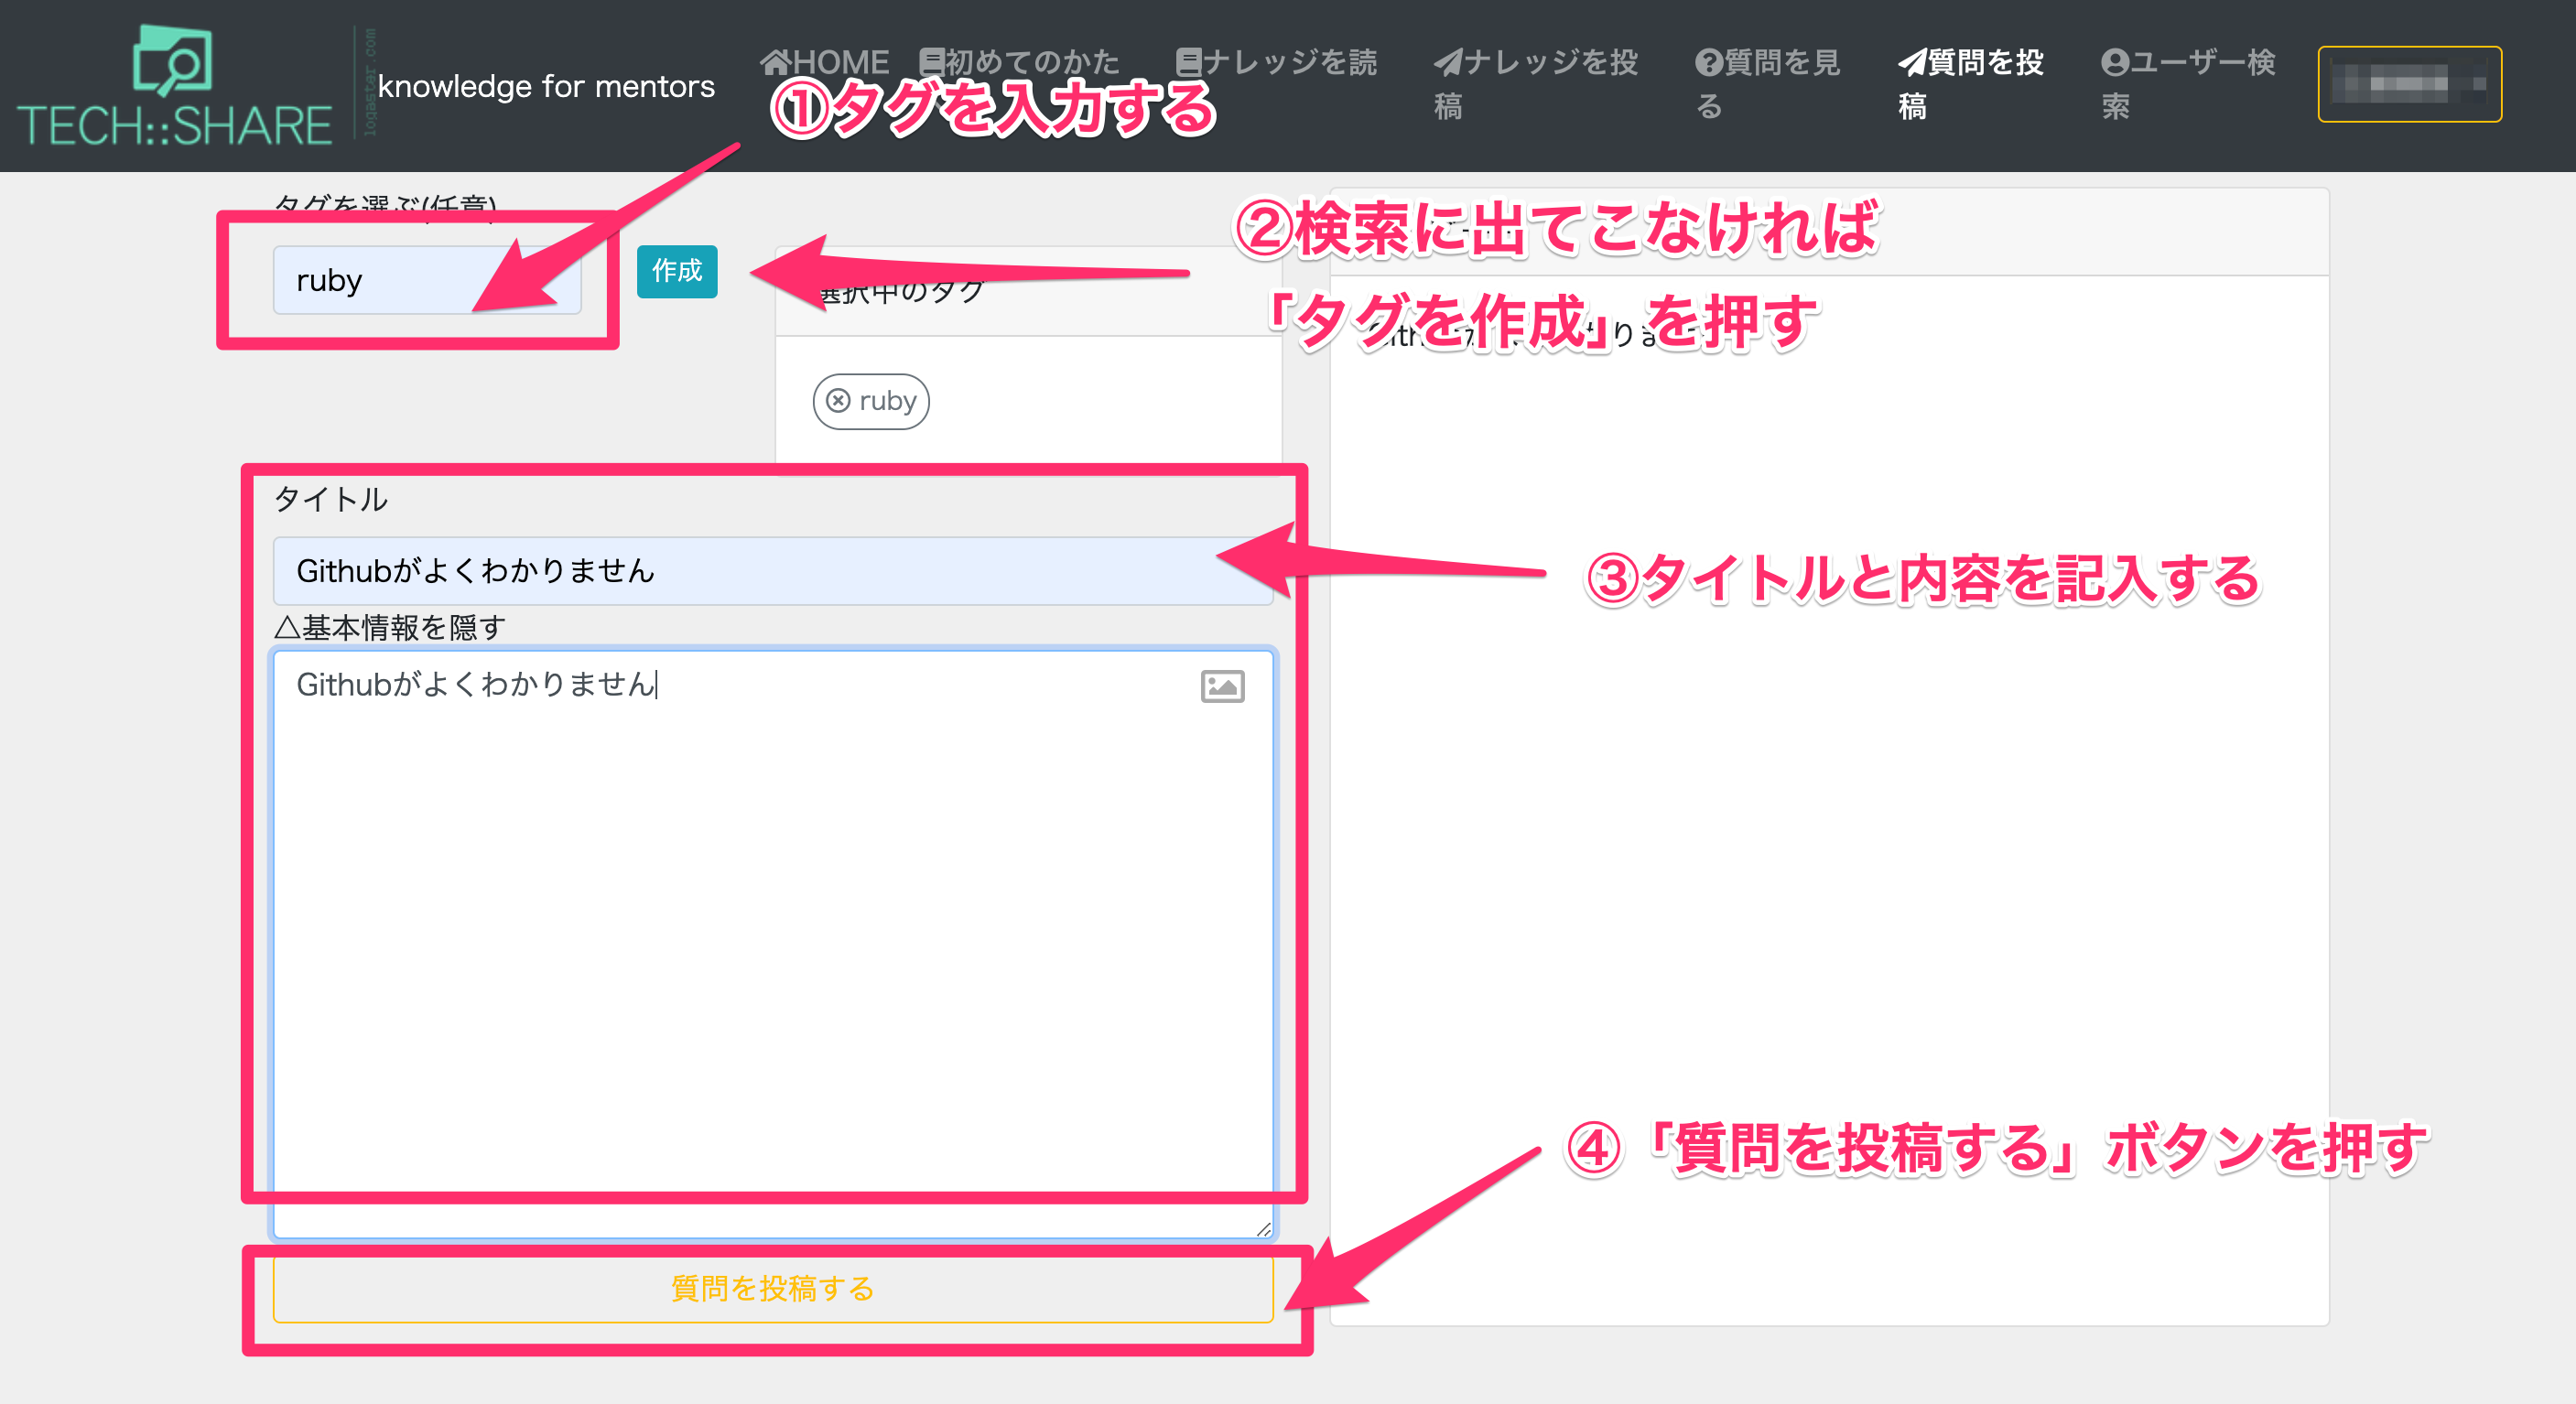 TECH::SHARE
logaster.com
knowledge for mentors
HOME
初めてのかた
ナレッジを読
ナレッジを投
稿
質問を見
る
質問を投
稿
ユーザー検
索
①タグを入力する
タグを選ぶ(任意)
ruby
作成
②検索に出てこなければ
「タグを作成」を押す
選択中のタグ
ruby
タイトル
Githubがよくわかりません
③タイトルと内容を記入する
△基本情報を隠す
Githubがよくわかりません
④「質問を投稿する」ボタンを押す
質問を投稿する